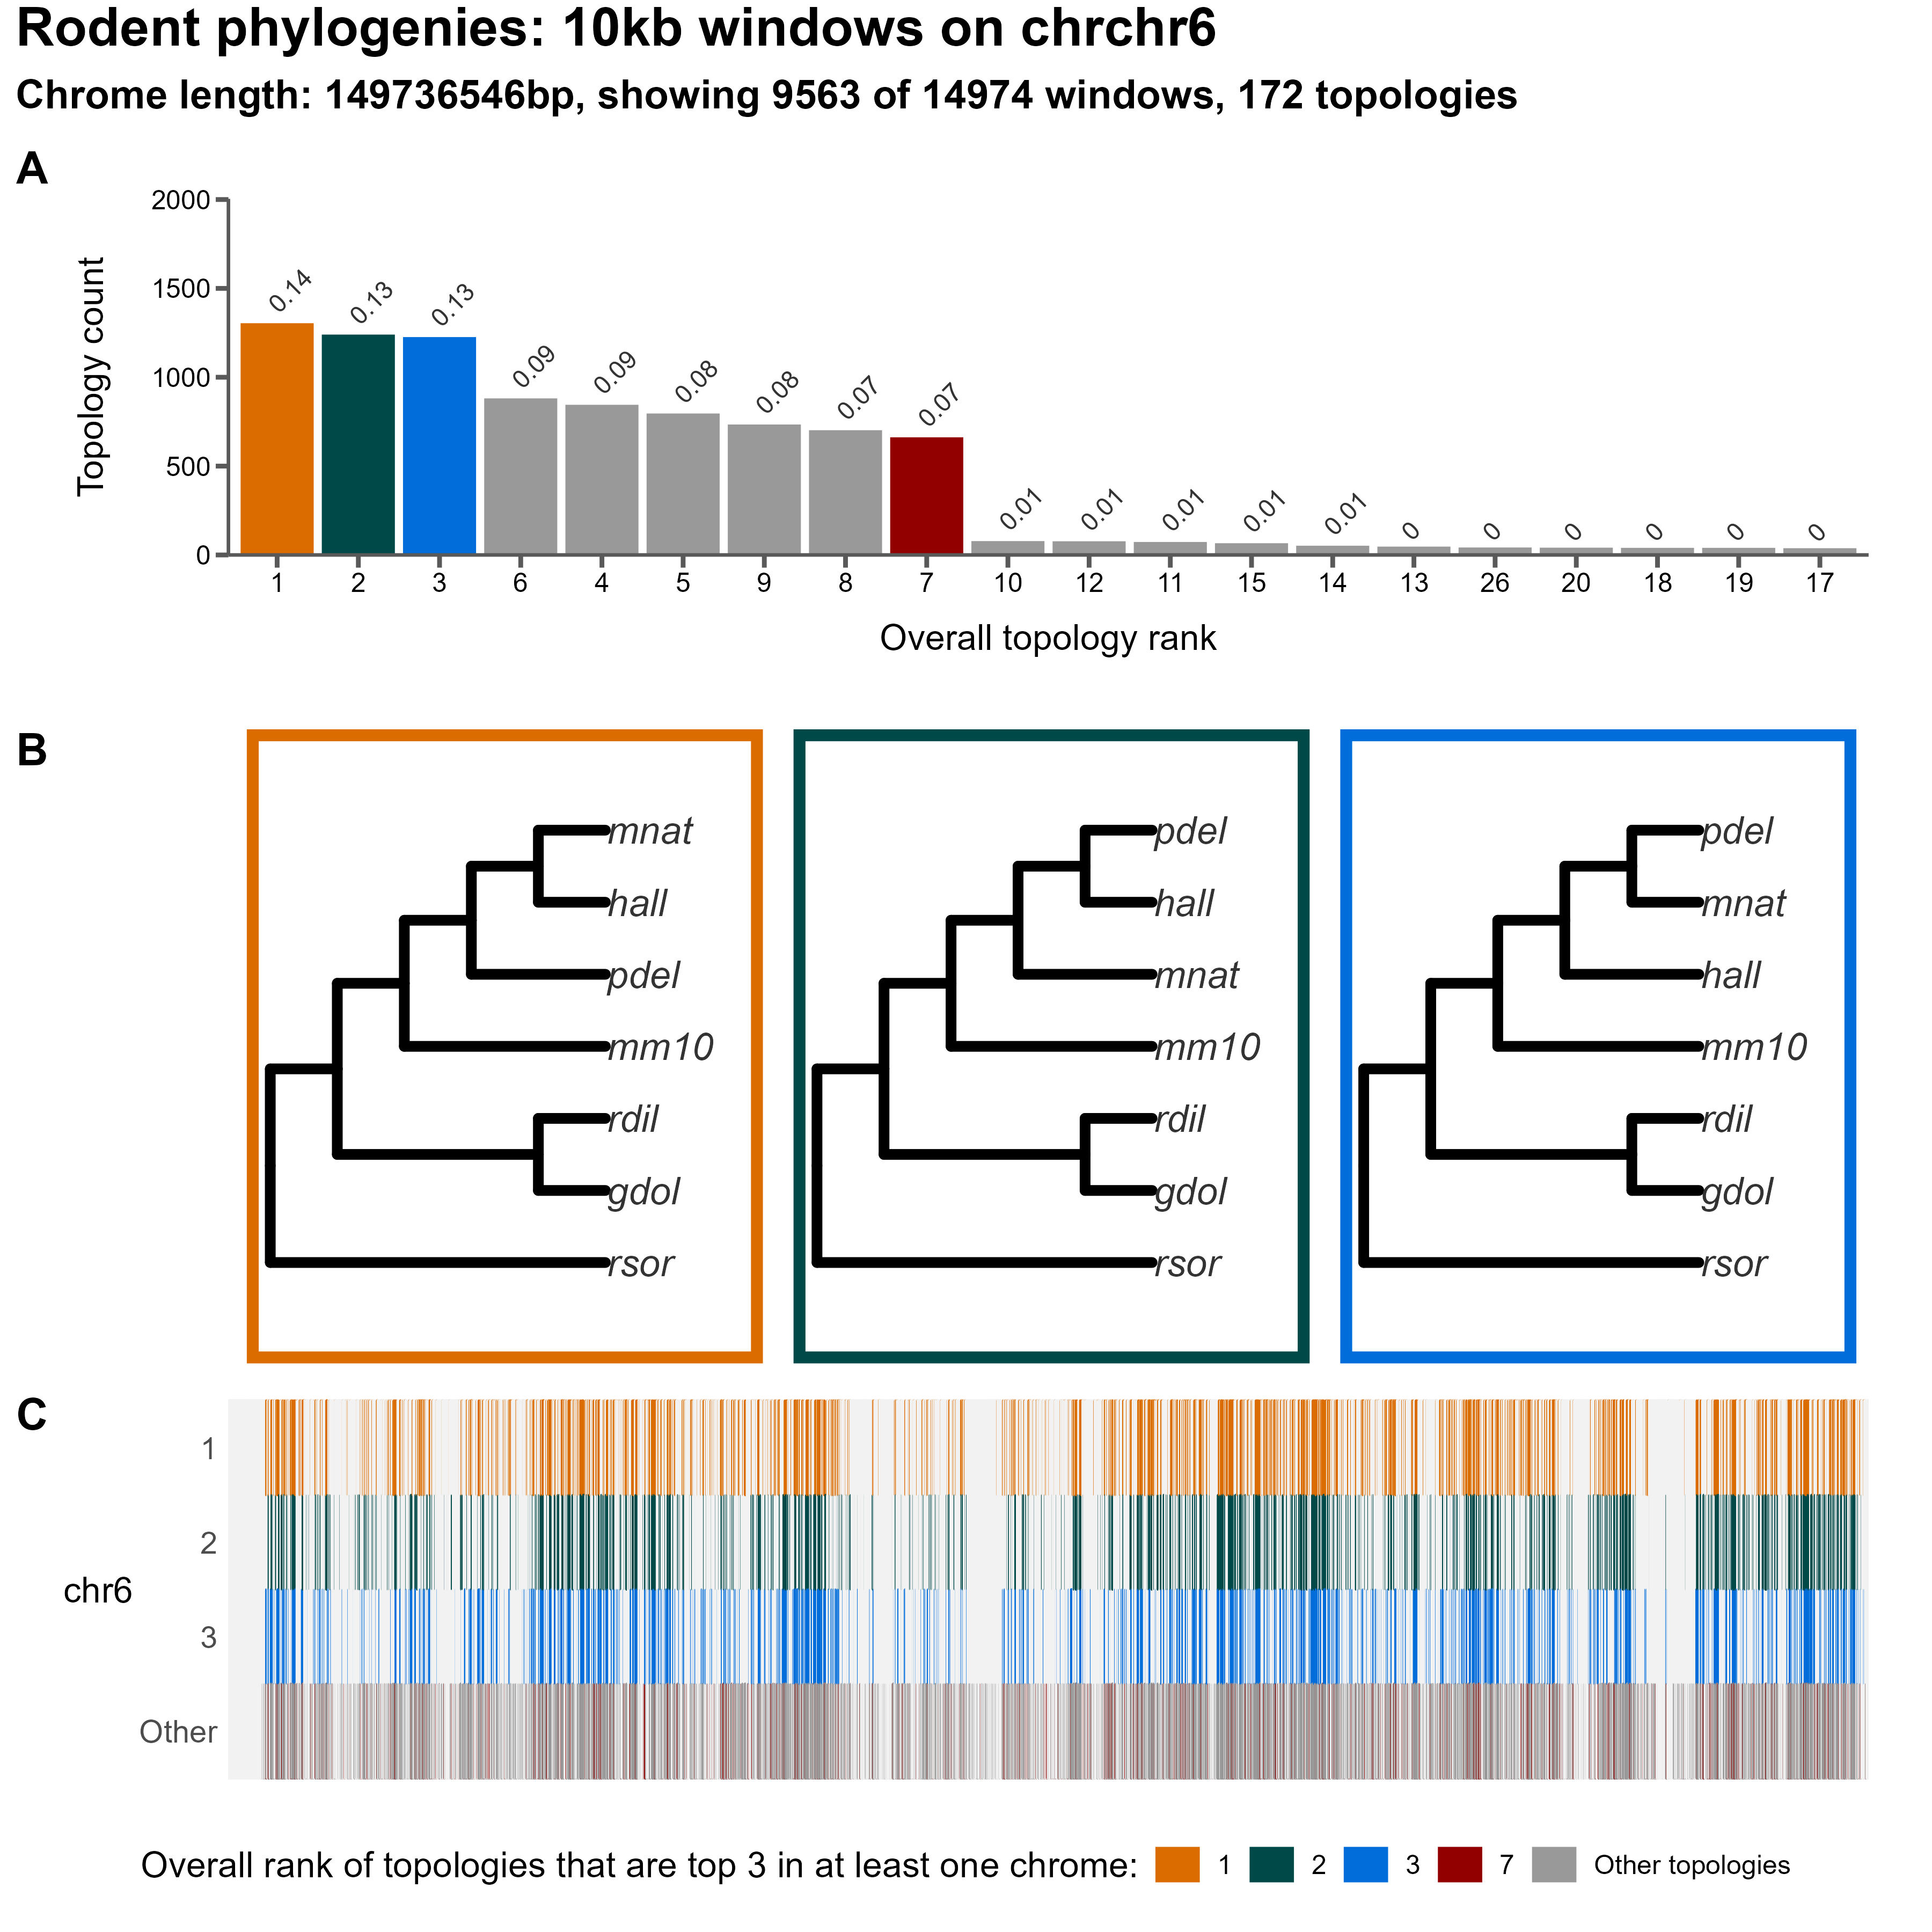 Rodent phylogenies: 10kb windows on chrchr6
Chrome length: 149736546bp, showing 9563 of 14974 windows, 172 topologies
A
Topology count
2000
1500
1000
500
0
0.14 0.13 0.13 0.09 0.09 0.08 0.08 0.07 0.07 0.01 0.01 0.01 0.01 0.01 0 0 0 0 0 0
1 2 3 6 4 5 9 8 7 10 12 11 15 14 13 26 20 18 19 17
Overall topology rank
B
mnat
hall
pdel
mm10
rdil
gdol
rsor
pdel
hall
mnat
mm10
rdil
gdol
rsor
pdel
mnat
hall
mm10
rdil
gdol
rsor
C
chr6
1
2
3
Other
Overall rank of topologies that are top 3 in at least one chrome: 1 2 3 7 Other topologies